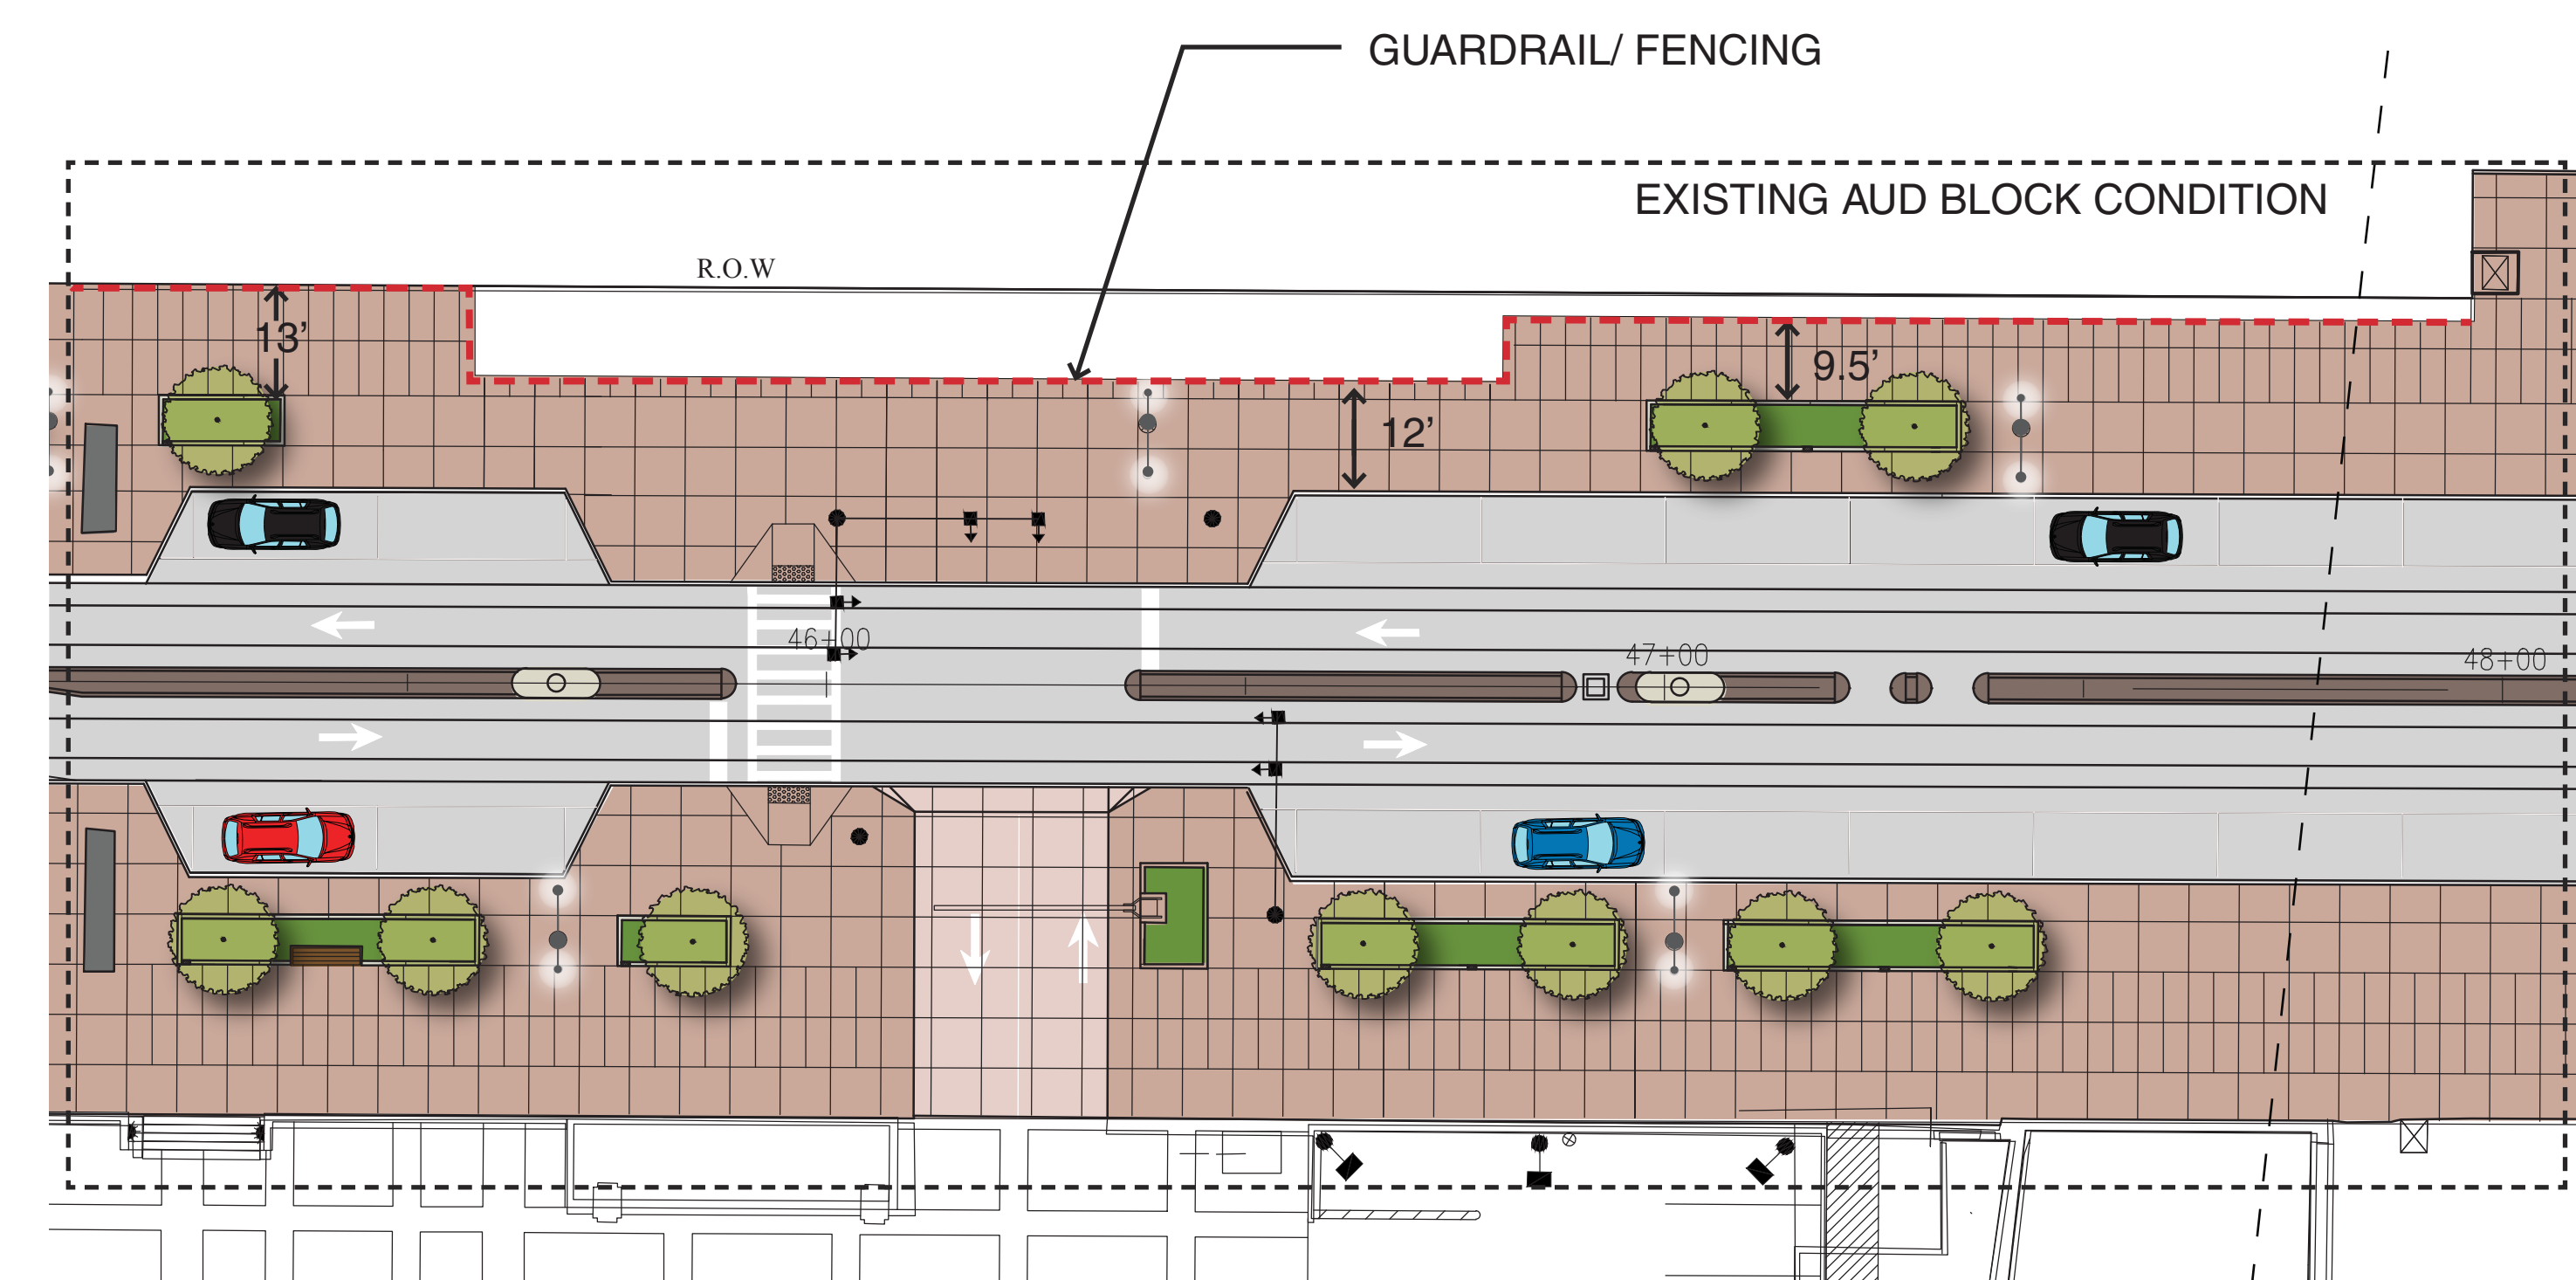 GUARDRAIL/ FENCING
EXISTING AUD BLOCK CONDITION
R.O.W
13’
9.5’
12’
46+00
47+00
48+00